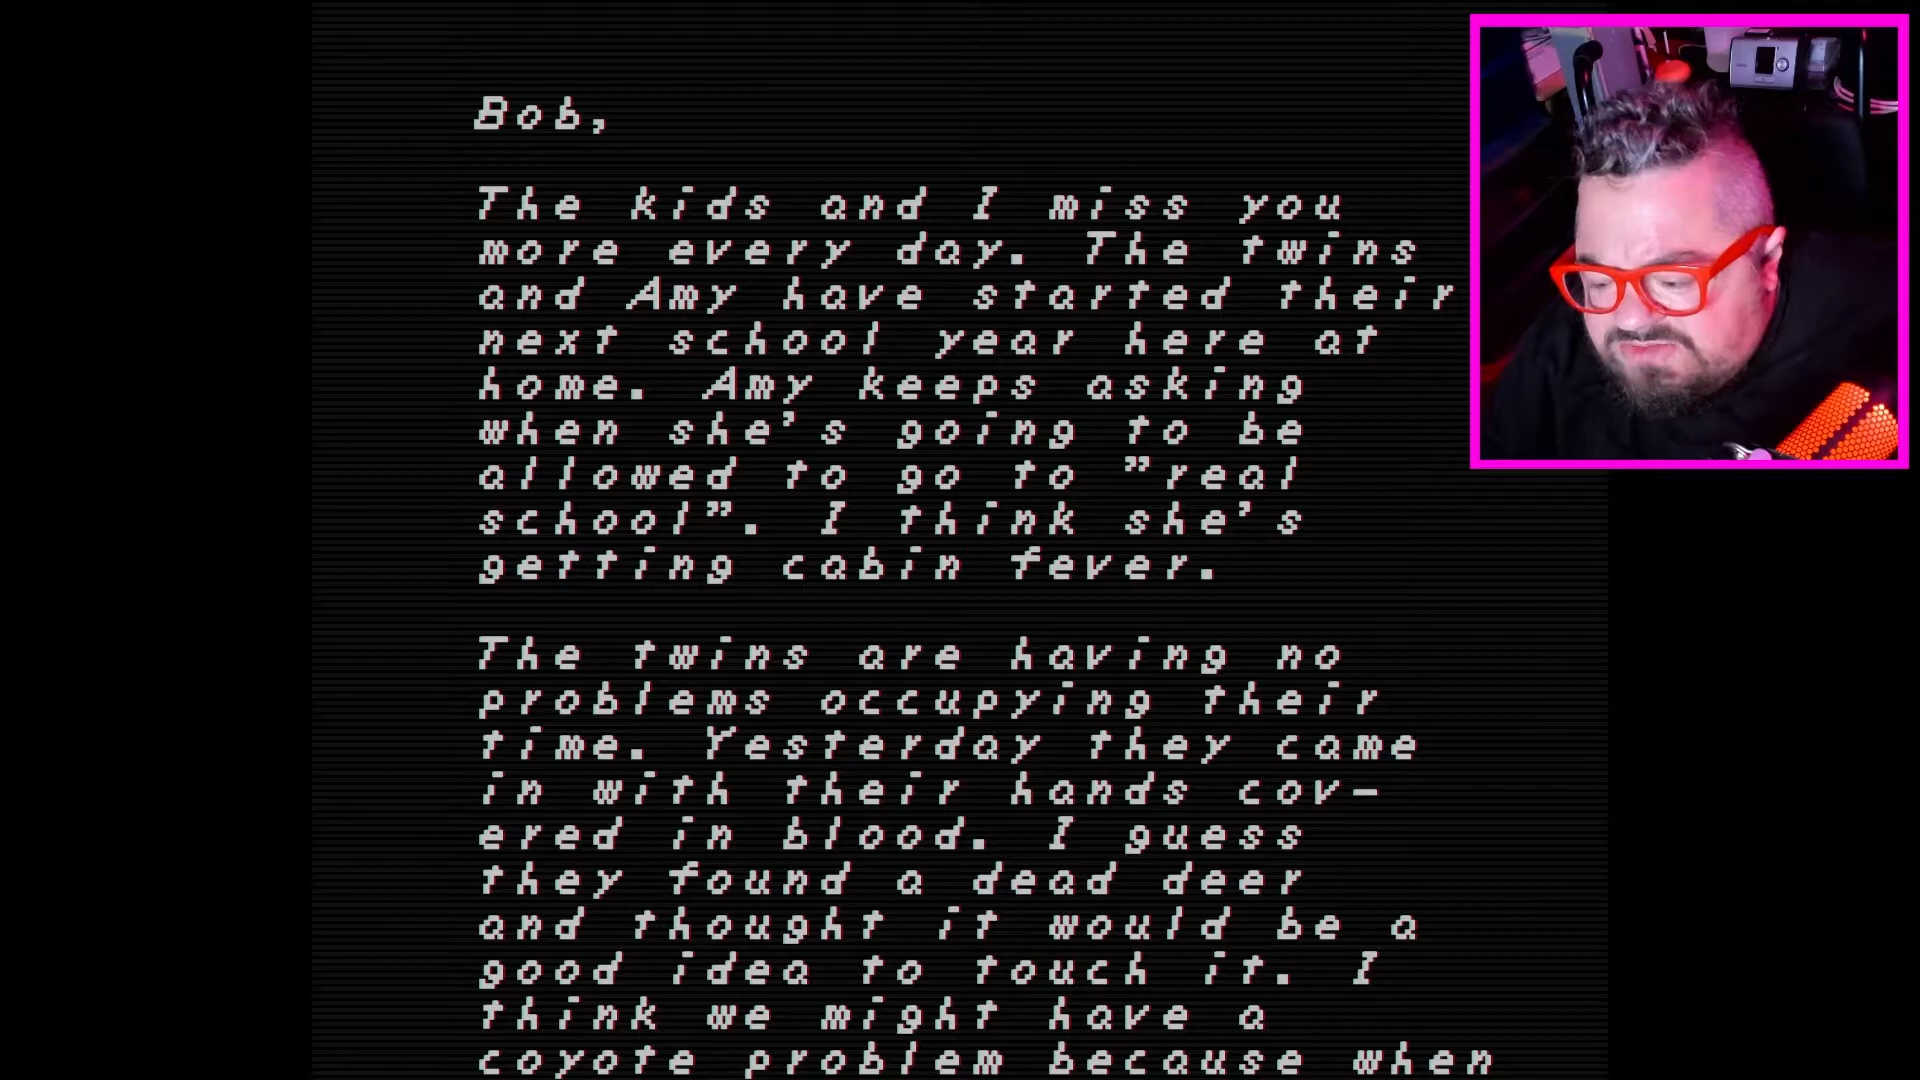 Bob,
The kids and I miss you
more every day. The twins
and Amy have started their
next school year here at
home. Amy keeps asking
when she's going to be
allowed to go to "real
school". I think she's
getting cabin fever.
The twins are having no
problems occupying their
time. Yesterday they came
in with their hands cov-
ered in blood. I guess
they found a dead deer
and thought it would be a
good idea to touch it. I
think we might have a
coyote problem because when